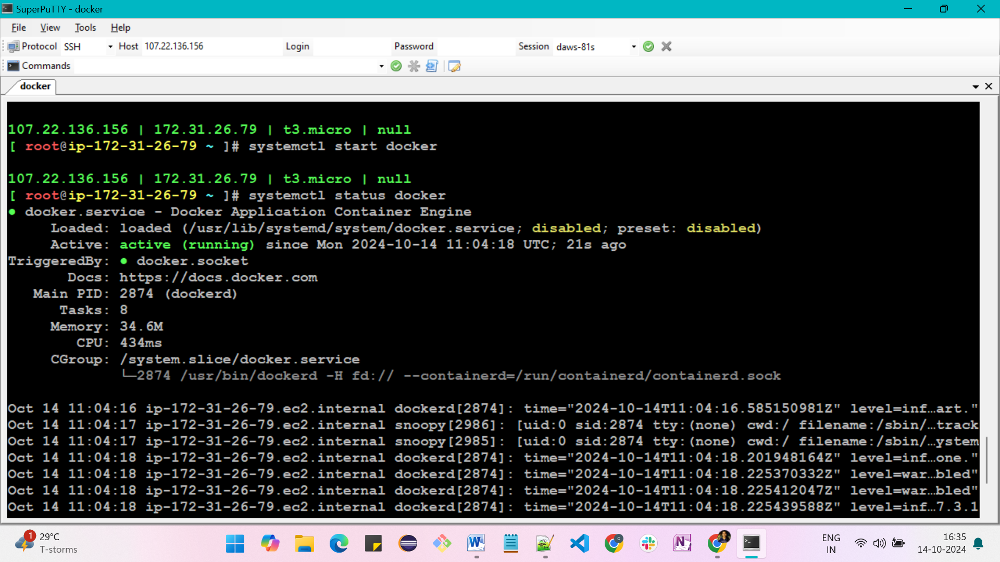 SuperPuTTY - docker
File View Tools Help
Protocol SSH Host 107.22.136.156 Login Password Session daws-81s
Commands
docker
107.22.136.156 | 172.31.26.79 | t3.micro | null
[ root@ip-172-31-26-79 ~ ]# systemctl start docker
107.22.136.156 | 172.31.26.79 | t3.micro | null
[ root@ip-172-31-26-79 ~ ]# systemctl status docker
● docker.service - Docker Application Container Engine
Loaded: loaded (/usr/lib/systemd/system/docker.service; disabled; preset: disabled)
Active: active (running) since Mon 2024-10-14 11:04:18 UTC; 21s ago
TriggeredBy: ● docker.socket
Docs: https://docs.docker.com
Main PID: 2874 (dockerd)
Tasks: 8
Memory: 34.6M
CPU: 434ms
CGroup: /system.slice/docker.service
└─2874 /usr/bin/dockerd -H fd:// --containerd=/run/containerd/containerd.sock
Oct 14 11:04:16 ip-172-31-26-79.ec2.internal dockerd[2874]: time="2024-10-14T11:04:16.585150981Z" level=inf…art."
Oct 14 11:04:17 ip-172-31-26-79.ec2.internal snoopy[2986]: [uid:0 sid:2874 tty:(none) cwd:/ filename:/sbin/…track
Oct 14 11:04:17 ip-172-31-26-79.ec2.internal snoopy[2985]: [uid:0 sid:2874 tty:(none) cwd:/ filename:/sbin/…ystem
Oct 14 11:04:18 ip-172-31-26-79.ec2.internal dockerd[2874]: time="2024-10-14T11:04:18.201948164Z" level=inf…one."
Oct 14 11:04:18 ip-172-31-26-79.ec2.internal dockerd[2874]: time="2024-10-14T11:04:18.225370332Z" level=war…bled"
Oct 14 11:04:18 ip-172-31-26-79.ec2.internal dockerd[2874]: time="2024-10-14T11:04:18.225412047Z" level=war…bled"
Oct 14 11:04:18 ip-172-31-26-79.ec2.internal dockerd[2874]: time="2024-10-14T11:04:18.225439588Z" level=inf…7.3.1
1 29°C
T-storms
ENG
IN
16:35
14-10-2024